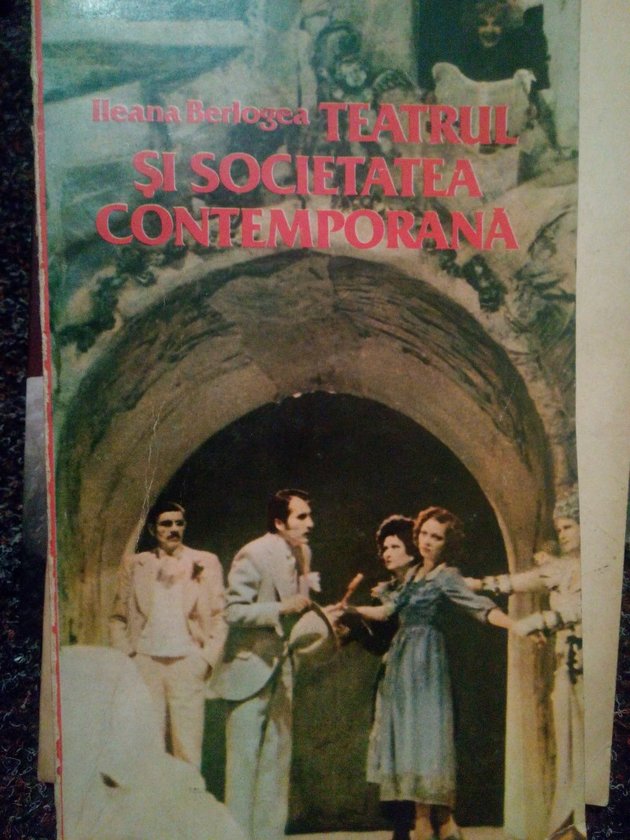 Ileana Berlogea TEATRUL
ŞI SOCIETATEA
CONTEMPORANA